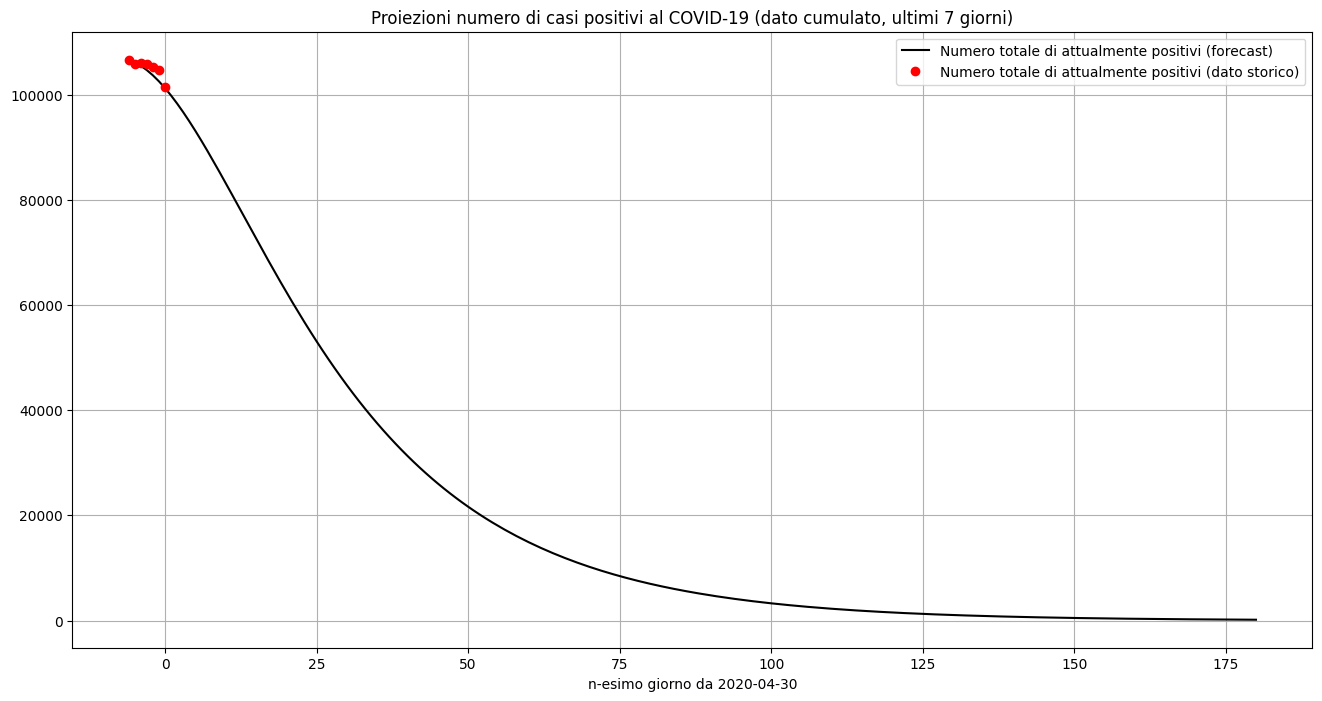 Proiezioni numero di casi positivi al COVID-19 (dato cumulato, ultimi 7 giorni)
Numero totale di attualmente positivi (forecast)
Numero totale di attualmente positivi (dato storico)
100000
80000
60000
40000
20000
0
0 25 50 75 100 125 150 175
n-esimo giorno da 2020-04-30